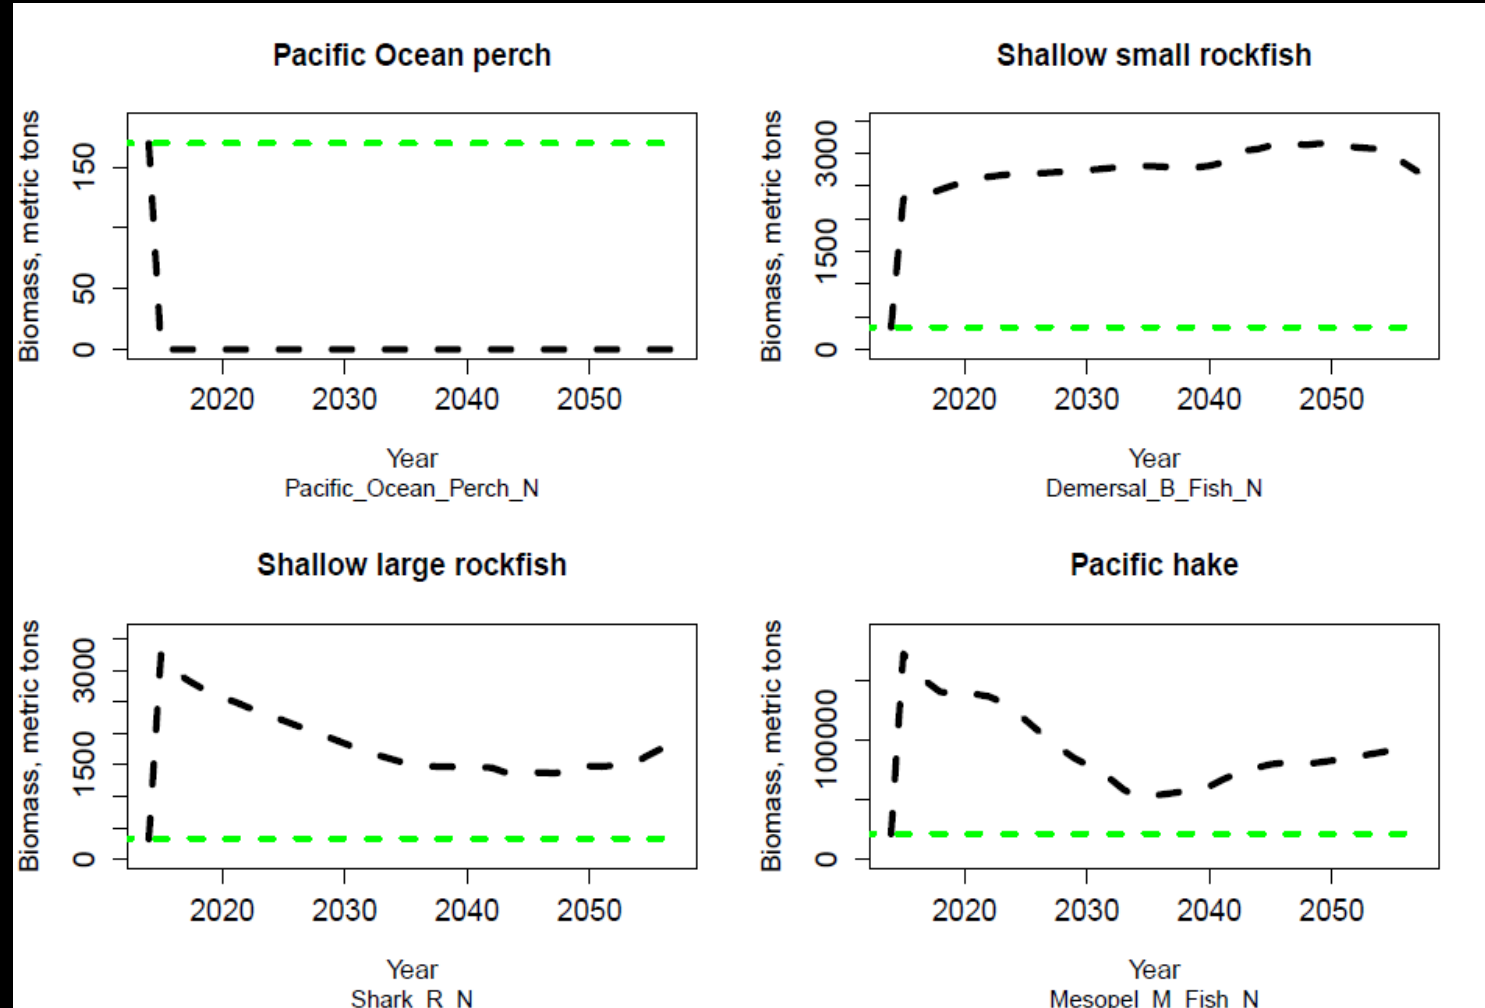 Pacific Ocean perch
Biomass, metric tons
150
50
0
2020 2030 2040 2050
Year
Pacific_Ocean_Perch_N
Shallow small rockfish
Biomass, metric tons
3000
1500
0
2020 2030 2040 2050
Year
Demersal_B_Fish_N
Shallow large rockfish
Biomass, metric tons
3000
1500
0
2020 2030 2040 2050
Year
Shark_R_N
Pacific hake
Biomass, metric tons
100000
0
2020 2030 2040 2050
Year
Mesopel_M_Fish_N